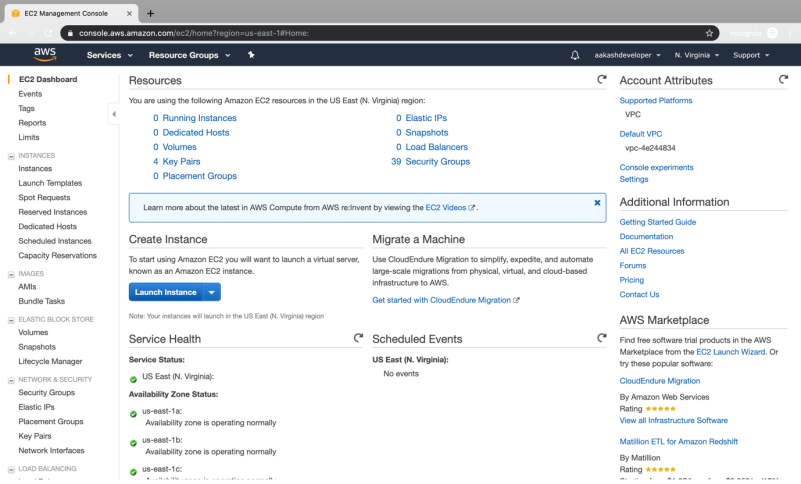 EC2 Management Console
console.aws.amazon.com/ec2/home?region=us-east-1#Home:
Incognito
aws
Services
Resource Groups
aakashdeveloper
N. Virginia
Support
EC2 Dashboard
Events
Tags
Reports
Limits
INSTANCES
Instances
Launch Templates
Spot Requests
Reserved Instances
Dedicated Hosts
Scheduled Instances
Capacity Reservations
IMAGES
AMIs
Bundle Tasks
ELASTIC BLOCK STORE
Volumes
Snapshots
Lifecycle Manager
NETWORK & SECURITY
Security Groups
Elastic IPs
Placement Groups
Key Pairs
Network Interfaces
LOAD BALANCING
Resources
You are using the following Amazon EC2 resources in the US East (N. Virginia) region:
0 Running Instances
0 Elastic IPs
0 Dedicated Hosts
0 Snapshots
0 Volumes
0 Load Balancers
4 Key Pairs
39 Security Groups
0 Placement Groups
Learn more about the latest in AWS Compute from AWS re:Invent by viewing the EC2 Videos.
Create Instance
To start using Amazon EC2 you will want to launch a virtual server,
known as an Amazon EC2 instance.
Launch Instance
Note: Your instances will launch in the US East (N. Virginia) region
Migrate a Machine
Use CloudEndure Migration to simplify, expedite, and automate
large-scale migrations from physical, virtual, and cloud-based
infrastructure to AWS.
Get started with CloudEndure Migration
Service Health
Service Status:
US East (N. Virginia):
Availability Zone Status:
us-east-1a:
Availability zone is operating normally
us-east-1b:
Availability zone is operating normally
us-east-1c:
Availability zone is operating normally
Scheduled Events
US East (N. Virginia):
No events
Account Attributes
Supported Platforms
VPC
Default VPC
vpc-4e244834
Console experiments
Settings
Additional Information
Getting Started Guide
Documentation
All EC2 Resources
Forums
Pricing
Contact Us
AWS Marketplace
Find free software trial products in the AWS
Marketplace from the EC2 Launch Wizard. Or
try these popular software:
CloudEndure Migration
By Amazon Web Services
Rating
View all Infrastructure Software
Matillion ETL for Amazon Redshift
By Matillion
Rating